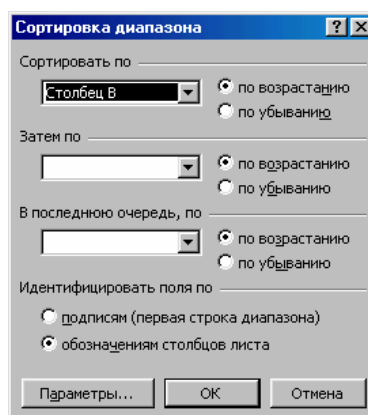 Сортировка диапазона
Сортировать по
Столбец B
по возрастанию
по убыванию
Затем по
по возрастанию
по убыванию
В последнюю очередь, по
по возрастанию
по убыванию
Идентифицировать поля по
подписям (первая строка диапазона)
обозначениям столбцов листа
Параметры... ОК Отмена